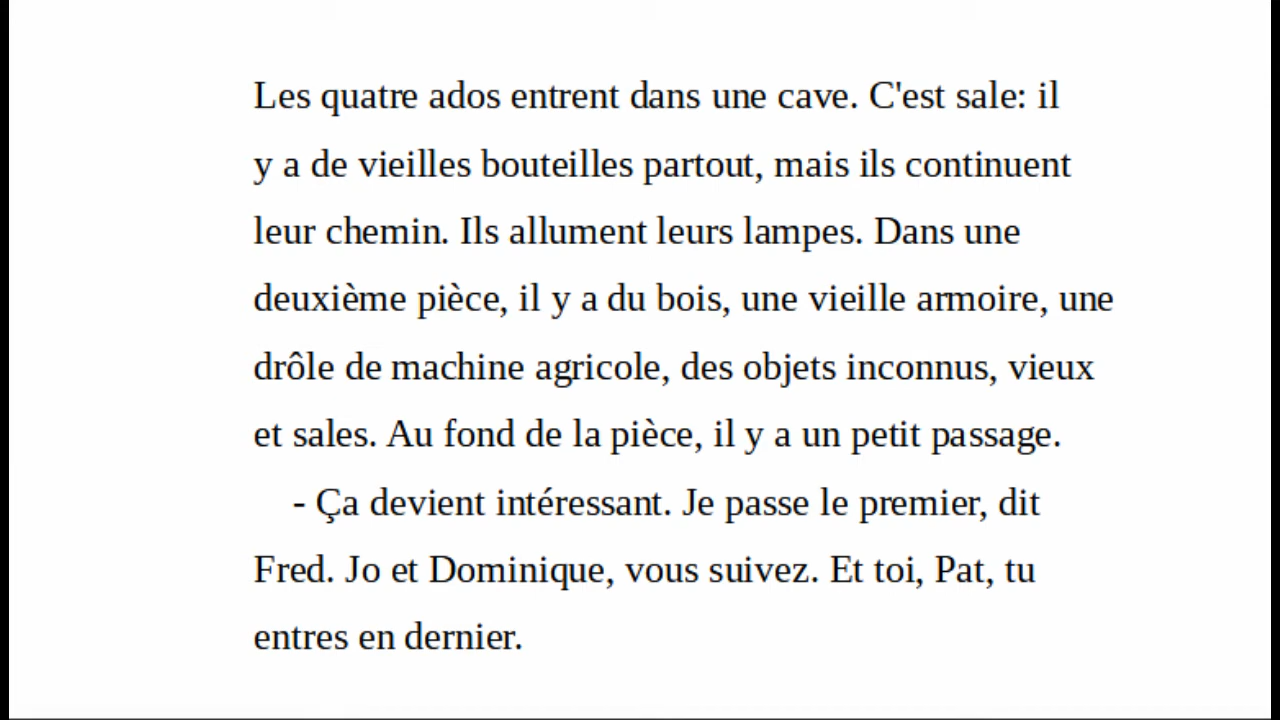 Les quatre ados entrent dans une cave. C'est sale: il
y a de vieilles bouteilles partout, mais ils continuent
leur chemin. Ils allument leurs lampes. Dans une
deuxième pièce, il y a du bois, une vieille armoire, une
drôle de machine agricole, des objets inconnus, vieux
et sales. Au fond de la pièce, il y a un petit passage.
- Ça devient intéressant. Je passe le premier, dit
Fred. Jo et Dominique, vous suivez. Et toi, Pat, tu
entres en dernier.